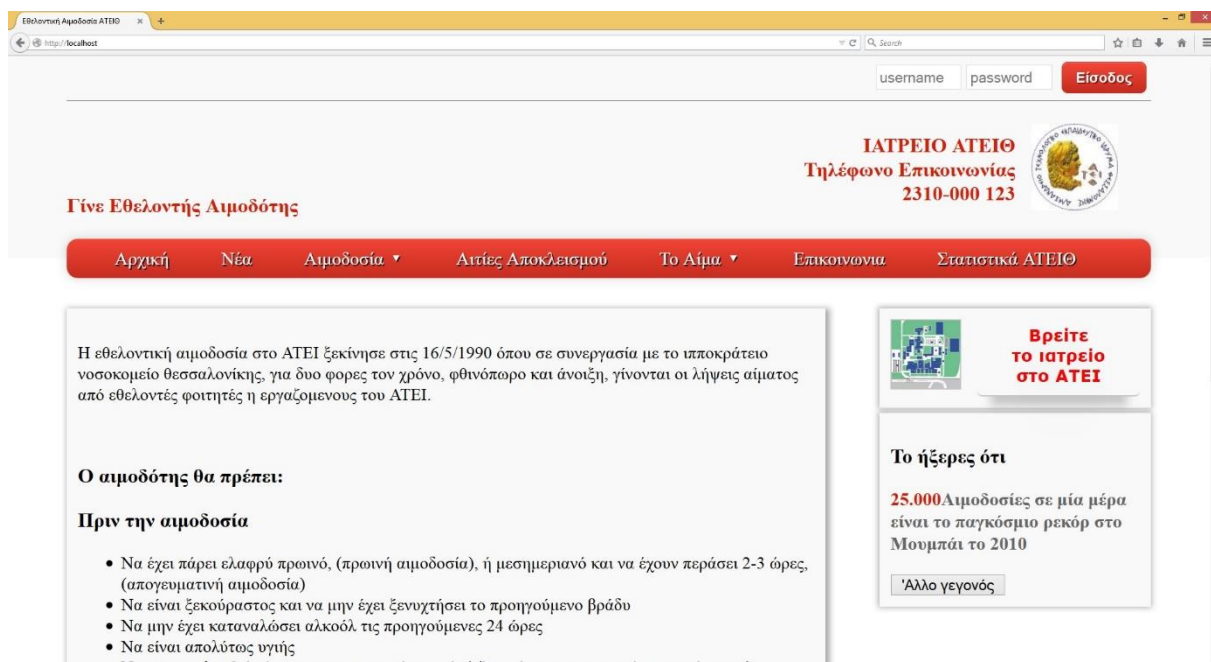 Εθελοντική Αιμοδοσία ΑΤΕΙΘ
http://localhost
Search
username password Είσοδος
ΙΑΤΡΕΙΟ ΑΤΕΙΘ
Τηλέφωνο Επικοινωνίας
2310-000 123
Γίνε Εθελοντής Αιμοδότης
Αρχική Νέα Αιμοδοσία ▼ Αιτίες Αποκλεισμού Το Αίμα ▼ Επικοινωνια Στατιστικά ΑΤΕΙΘ
Η εθελοντική αιμοδοσία στο ΑΤΕΙ ξεκίνησε στις 16/5/1990 όπου σε συνεργασία με το ιπποκράτειο
νοσοκομείο θεσσαλονίκης, για δυο φορες τον χρόνο, φθινόπωρο και άνοιξη, γίνονται οι λήψεις αίματος
από εθελοντές φοιτητές η εργαζομενους του ΑΤΕΙ.
Ο αιμοδότης θα πρέπει:
Πριν την αιμοδοσία
• Να έχει πάρει ελαφρύ πρωινό, (πρωινή αιμοδοσία), ή μεσημεριανό και να έχουν περάσει 2-3 ώρες,
(απογευματινή αιμοδοσία)
• Να είναι ξεκούραστος και να μην έχει ξενυχτήσει το προηγούμενο βράδυ
• Να μην έχει καταναλώσει αλκοόλ τις προηγούμενες 24 ώρες
• Να είναι απολύτως υγιής
Βρείτε
το ιατρείο
στο ΑΤΕΙ
Το ήξερες ότι
25.000Αιμοδοσίες σε μία μέρα
είναι το παγκόσμιο ρεκόρ στο
Μουμπάι το 2010
'Αλλο γεγονός